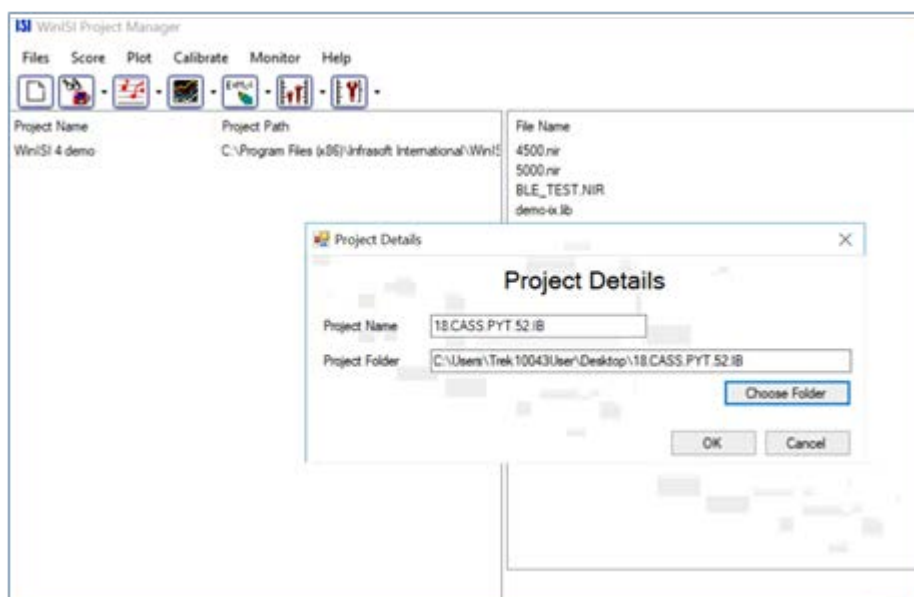 ISI WinISI Project Manager
Files Score Plot Calibrate Monitor Help
Project Name Project Path File Name
WinISI 4 demo C:\Program Files (x86)\Infrasoft International\WinIS 4500.nir
5000.nir
BLE_TEST.NIR
demo-ix.lib
Project Details
Project Details
Project Name 18.CASS.PYT.52.IB
Project Folder C:\Users\Trek10043User\Desktop\18.CASS.PYT.52.IB
Choose Folder
OK Cancel